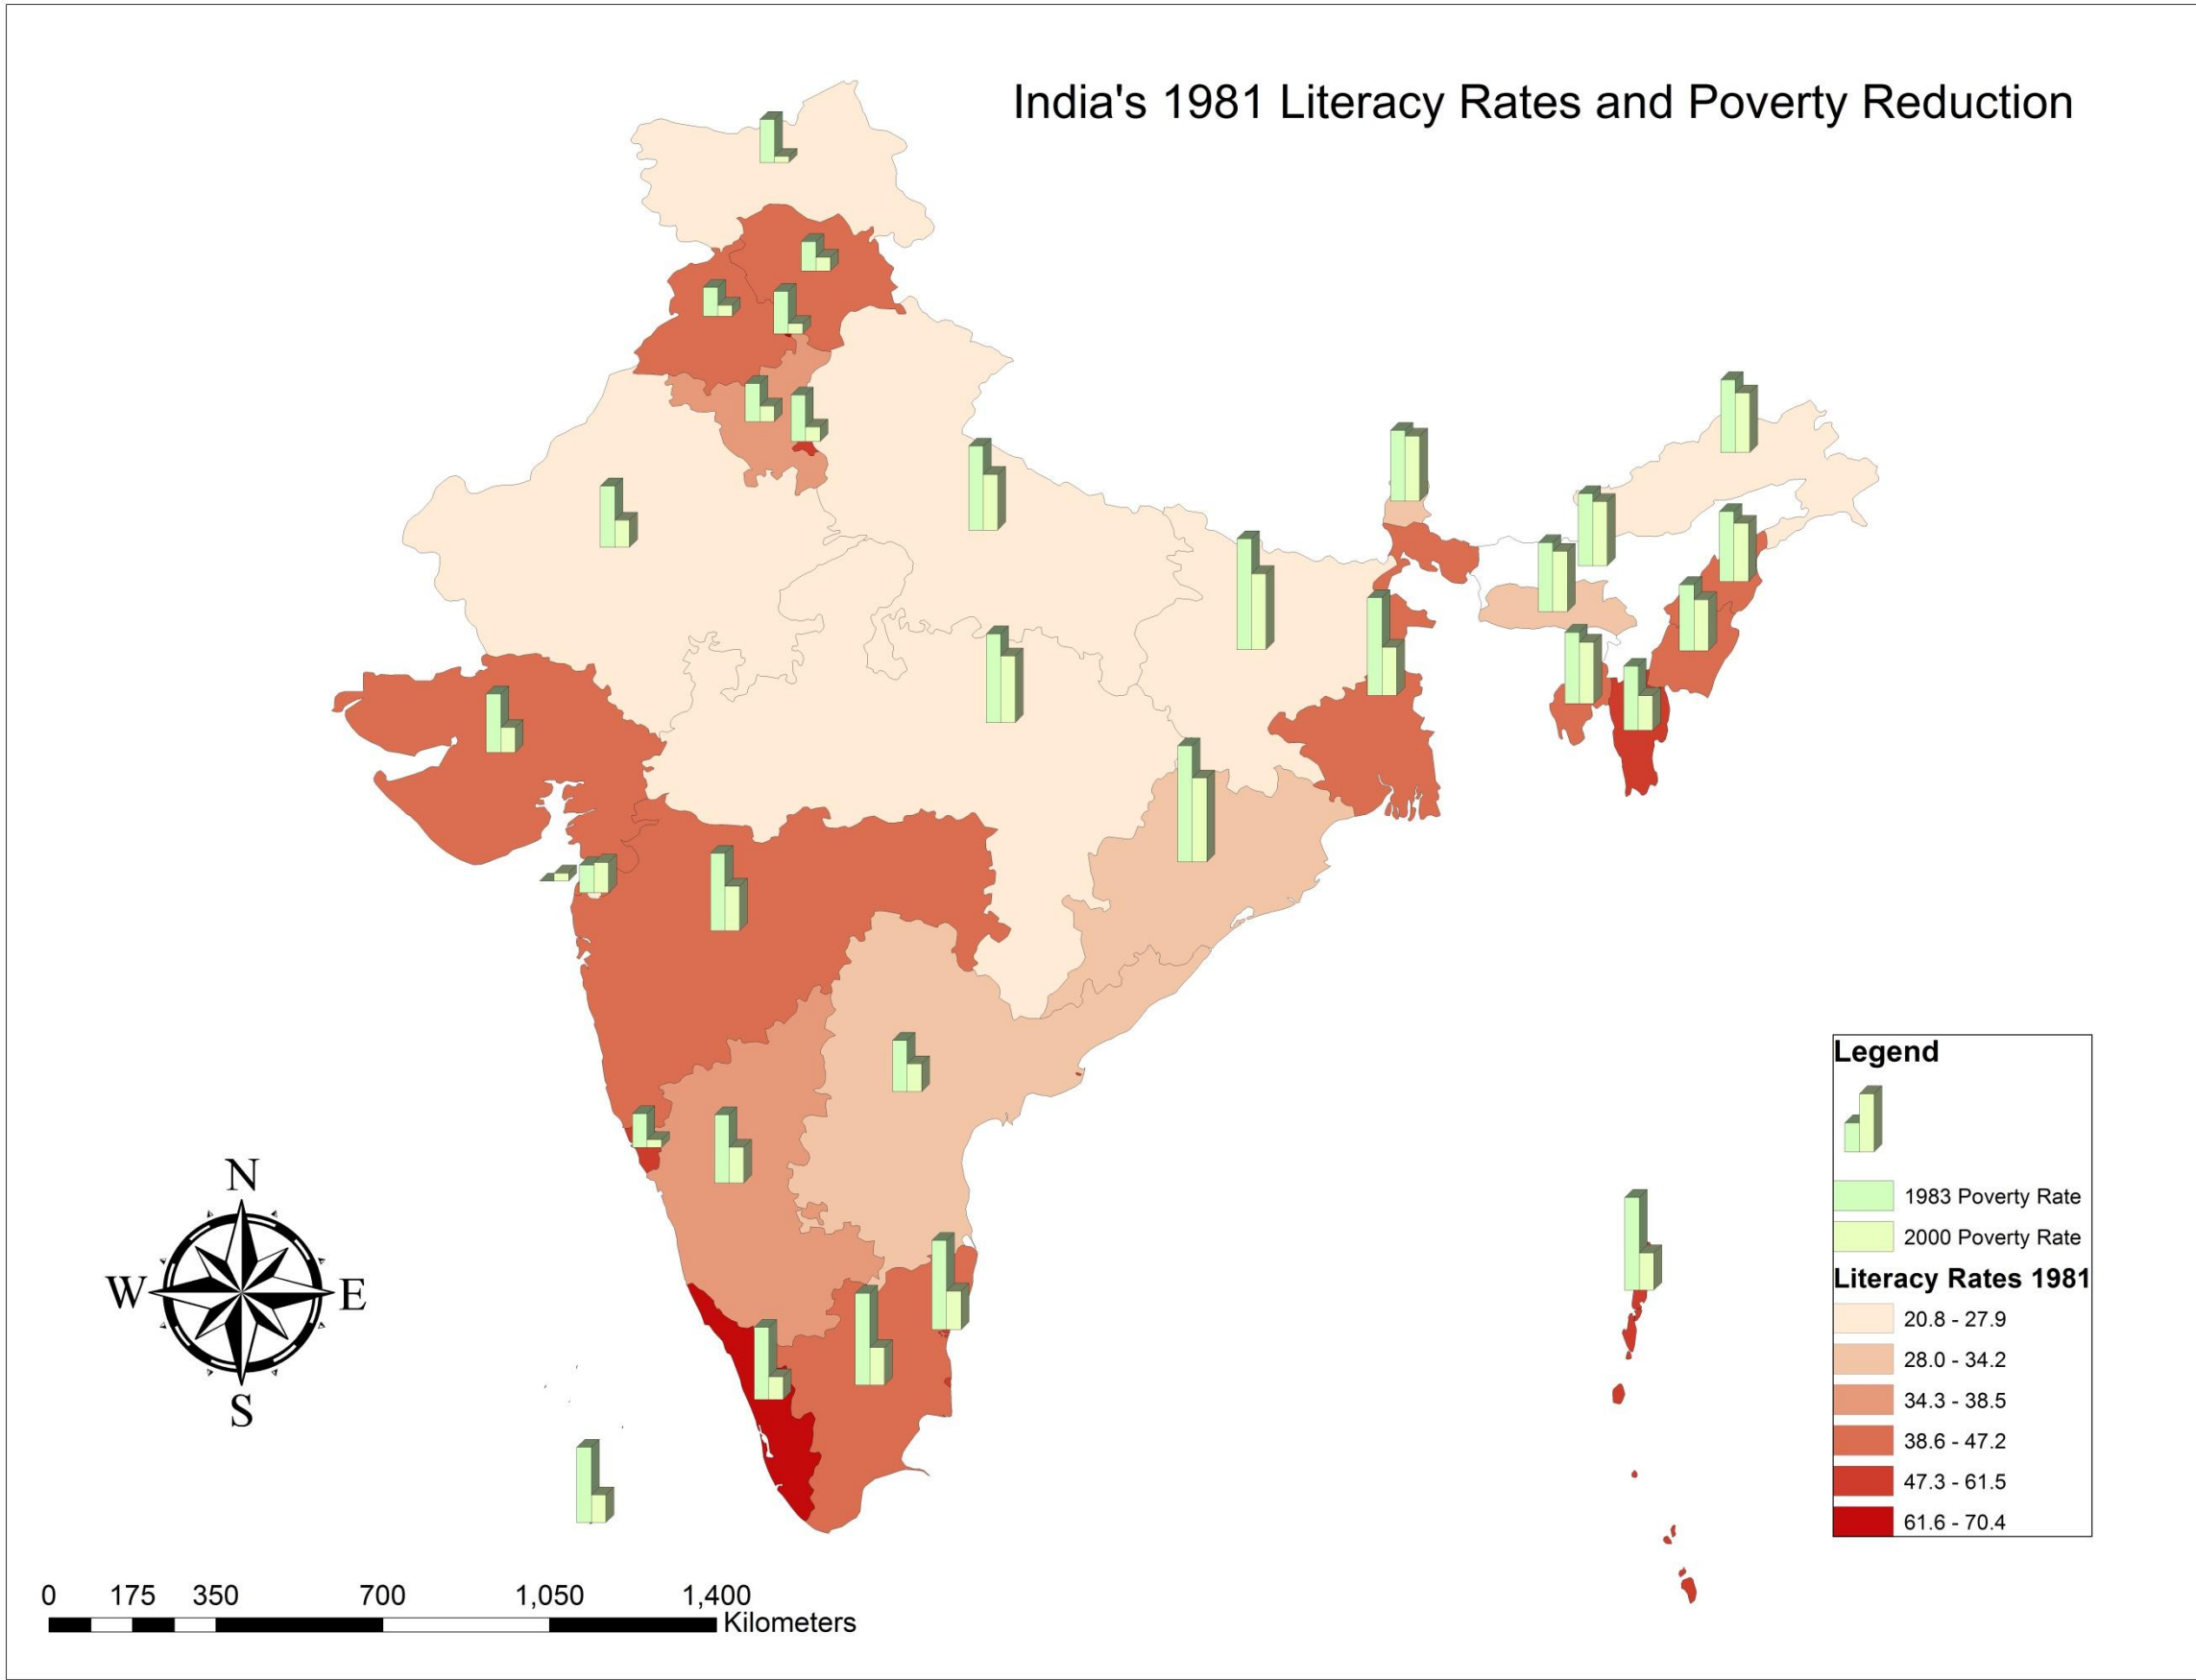 India's 1981 Literacy Rates and Poverty Reduction
Legend
1983 Poverty Rate
2000 Poverty Rate
Literacy Rates 1981
20.8 - 27.9
28.0 - 34.2
34.3 - 38.5
38.6 - 47.2
47.3 - 61.5
61.6 - 70.4
N
W E
S
0 175 350 700 1,050 1,400
Kilometers